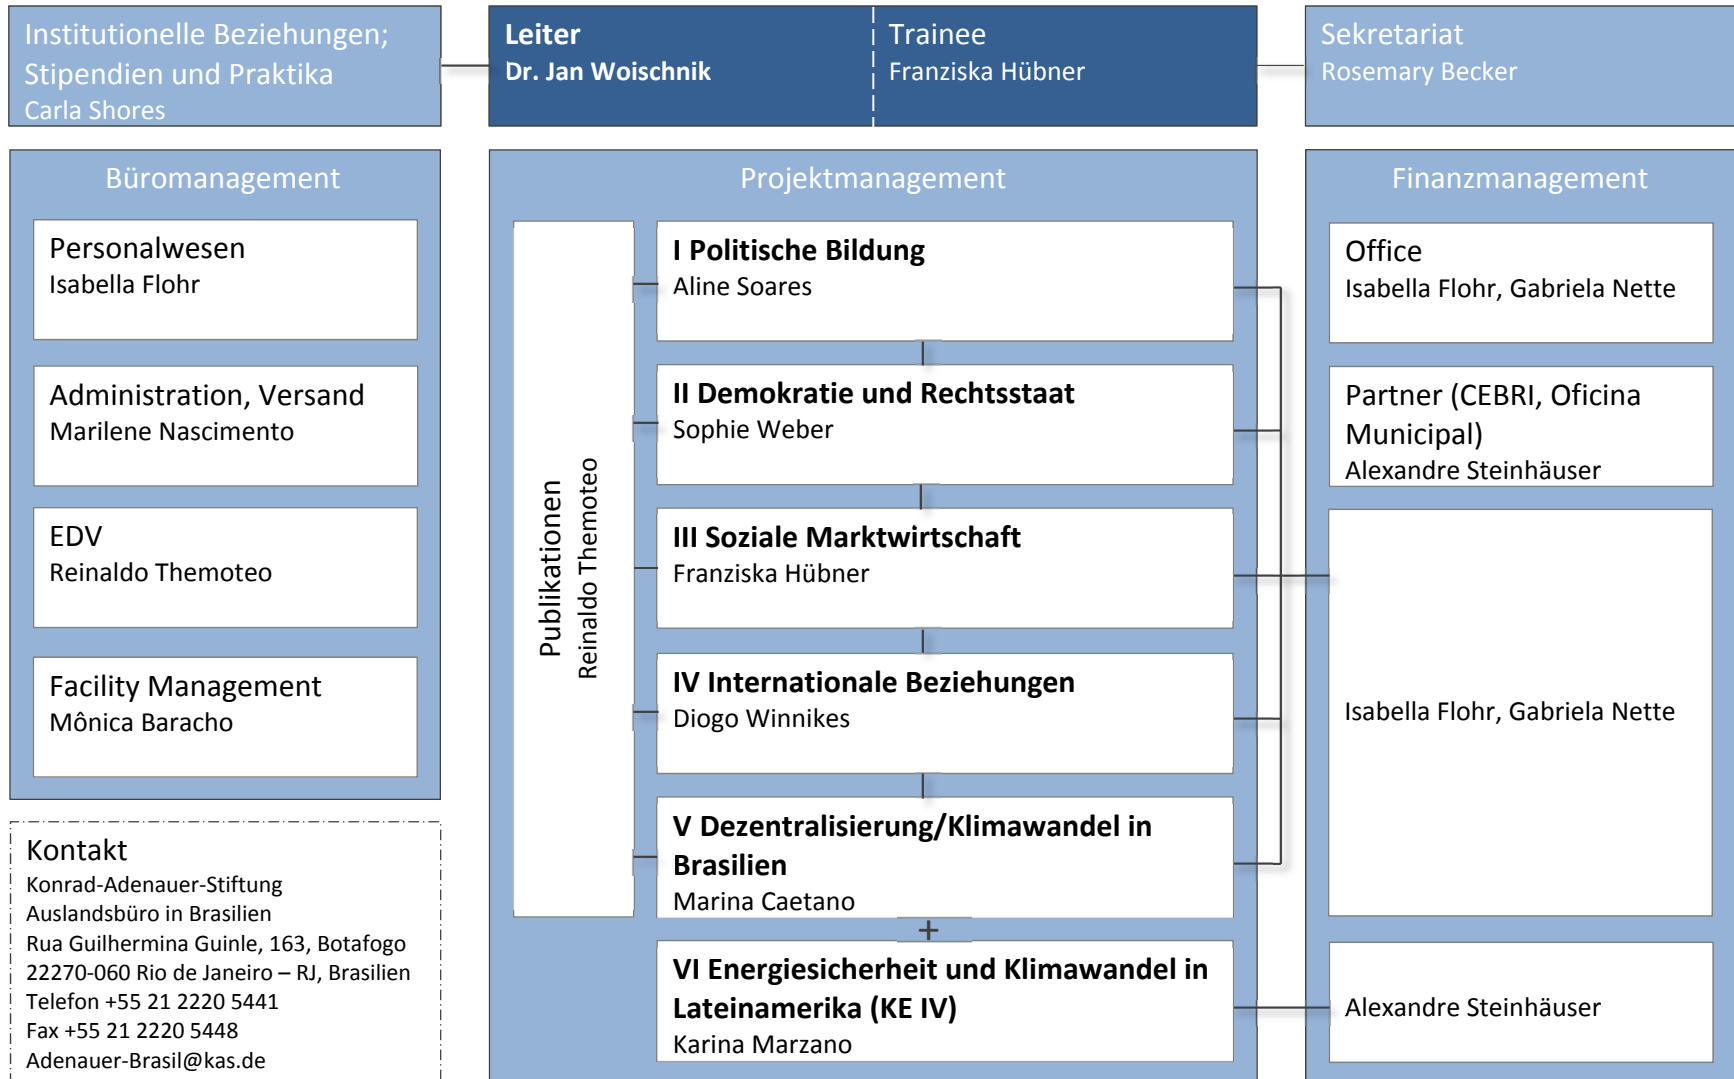 Institutionelle Beziehungen;
Stipendien und Praktika
Carla Shores
Leiter
Dr. Jan Woischnik
Trainee
Franziska Hübner
Sekretariat
Rosemary Becker
Büromanagement
Personalwesen
Isabella Flohr
Administration, Versand
Marilene Nascimento
EDV
Reinaldo Themoteo
Facility Management
Mônica Baracho
Kontakt
Konrad-Adenauer-Stiftung
Auslandsbüro in Brasilien
Rua Guilhermina Guinle, 163, Botafogo
22270-060 Rio de Janeiro – RJ, Brasilien
Telefon +55 21 2220 5441
Fax +55 21 2220 5448
Adenauer-Brasil@kas.de
Projektmanagement
Publikationen
Reinaldo Themoteo
I Politische Bildung
Aline Soares
II Demokratie und Rechtsstaat
Sophie Weber
III Soziale Marktwirtschaft
Franziska Hübner
IV Internationale Beziehungen
Diogo Winnikes
V Dezentralisierung/Klimawandel in
Brasilien
Marina Caetano
+
VI Energiesicherheit und Klimawandel in
Lateinamerika (KE IV)
Karina Marzano
Finanzmanagement
Office
Isabella Flohr, Gabriela Nette
Partner (CEBRI, Oficina
Municipal)
Alexandre Steinhäuser
Isabella Flohr, Gabriela Nette
Alexandre Steinhäuser